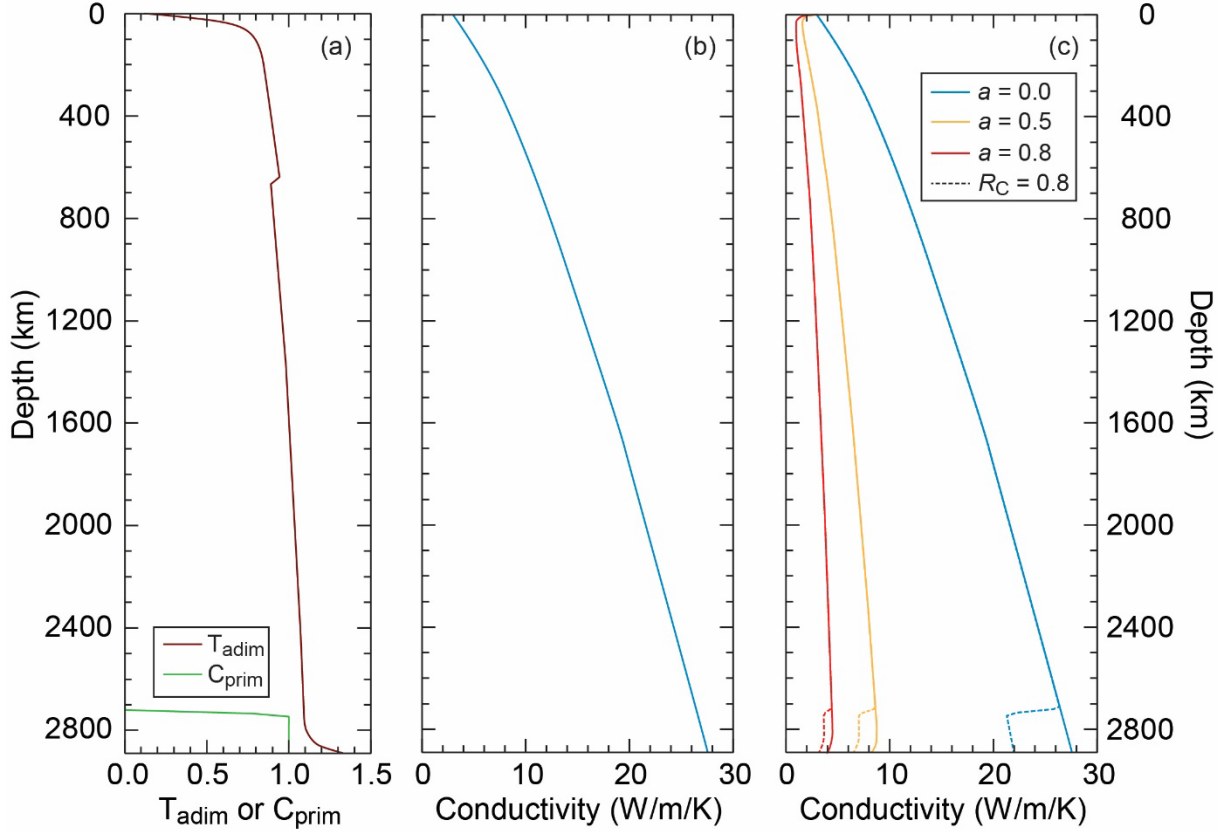 (a)
(b)
(c)
0
400
800
1200
1600
2000
2400
2800
Depth (km)
T_adim
C_prim
0.0 0.5 1.0 1.5
T_adim or C_prim
0 10 20 30
Conductivity (W/m/K)
a = 0.0
a = 0.5
a = 0.8
R_C = 0.8
0 10 20 30
Conductivity (W/m/K)
0
400
800
1200
1600
2000
2400
2800
Depth (km)